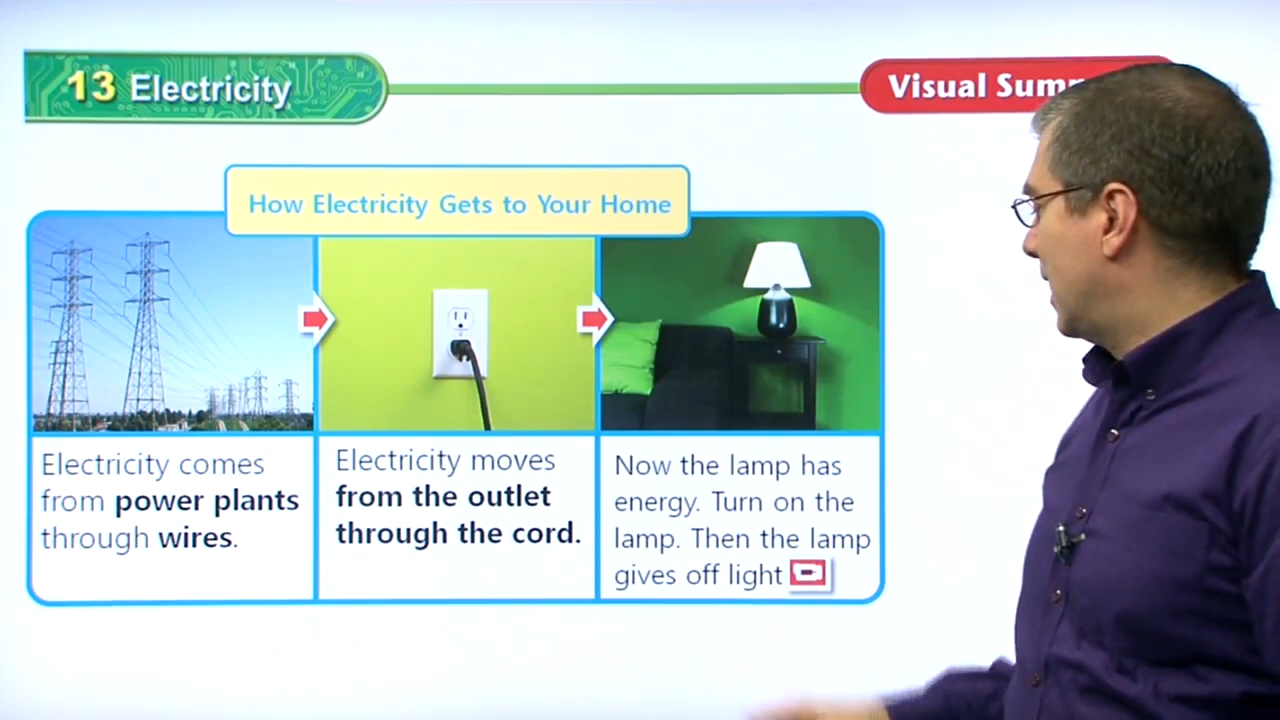 13 Electricity
Visual
How Electricity Gets to Your Home
Electricity comes
from power plants
through wires.
Electricity moves
from the outlet
through the cord.
Now the lamp has
energy. Turn on the
lamp. Then the lamp
gives off light